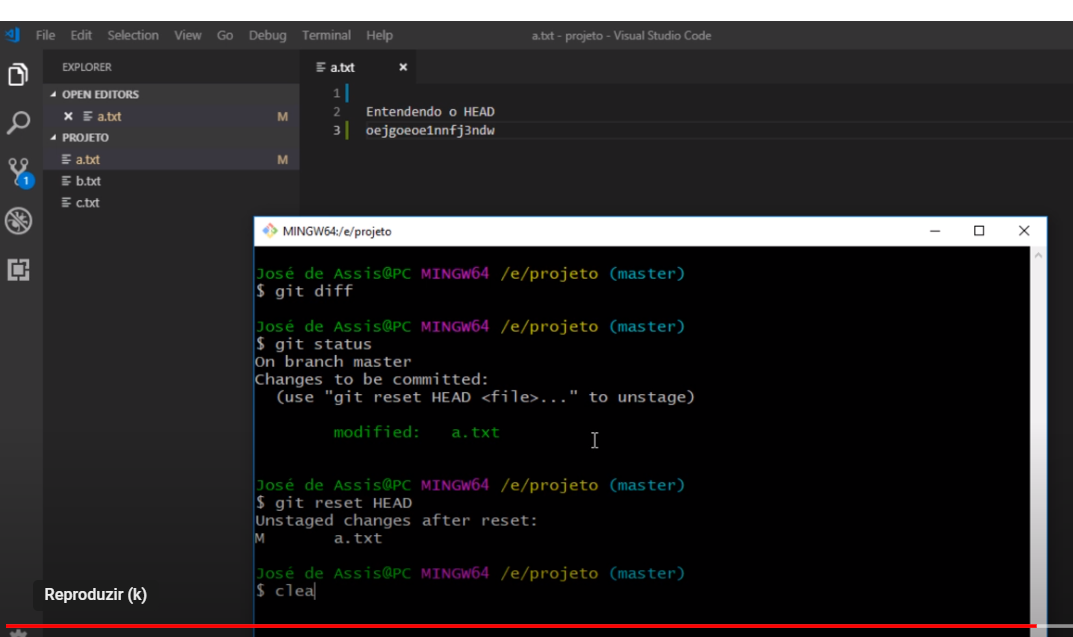 File Edit Selection View Go Debug Terminal Help a.txt - projeto - Visual Studio Code
EXPLORER
OPEN EDITORS
a.txt M
PROJETO
a.txt M
b.txt
c.txt
1
a.txt
1
2 Entendendo o HEAD
3 oejgoeoe1nnfj3ndw
MINGW64:/e/projeto
José de Assis@PC MINGW64 /e/projeto (master)
$ git diff
José de Assis@PC MINGW64 /e/projeto (master)
$ git status
On branch master
Changes to be committed:
(use "git reset HEAD <file>..." to unstage)
modified: a.txt
José de Assis@PC MINGW64 /e/projeto (master)
$ git reset HEAD
Unstaged changes after reset:
M a.txt
José de Assis@PC MINGW64 /e/projeto (master)
$ clea
Reproduzir (k)